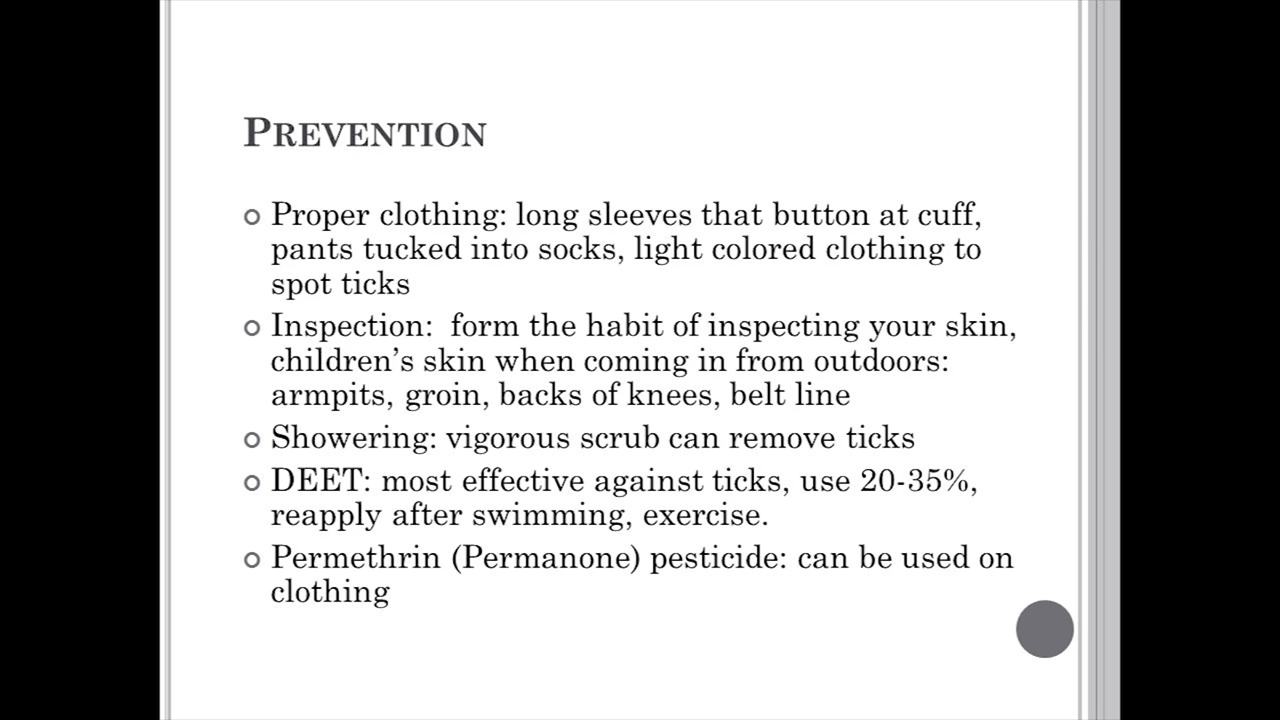 PREVENTION
Proper clothing: long sleeves that button at cuff,
pants tucked into socks, light colored clothing to
spot ticks
Inspection:  form the habit of inspecting your skin,
children’s skin when coming in from outdoors:
armpits, groin, backs of knees, belt line
Showering: vigorous scrub can remove ticks
DEET: most effective against ticks, use 20-35%,
reapply after swimming, exercise.
Permethrin (Permanone) pesticide: can be used on
clothing